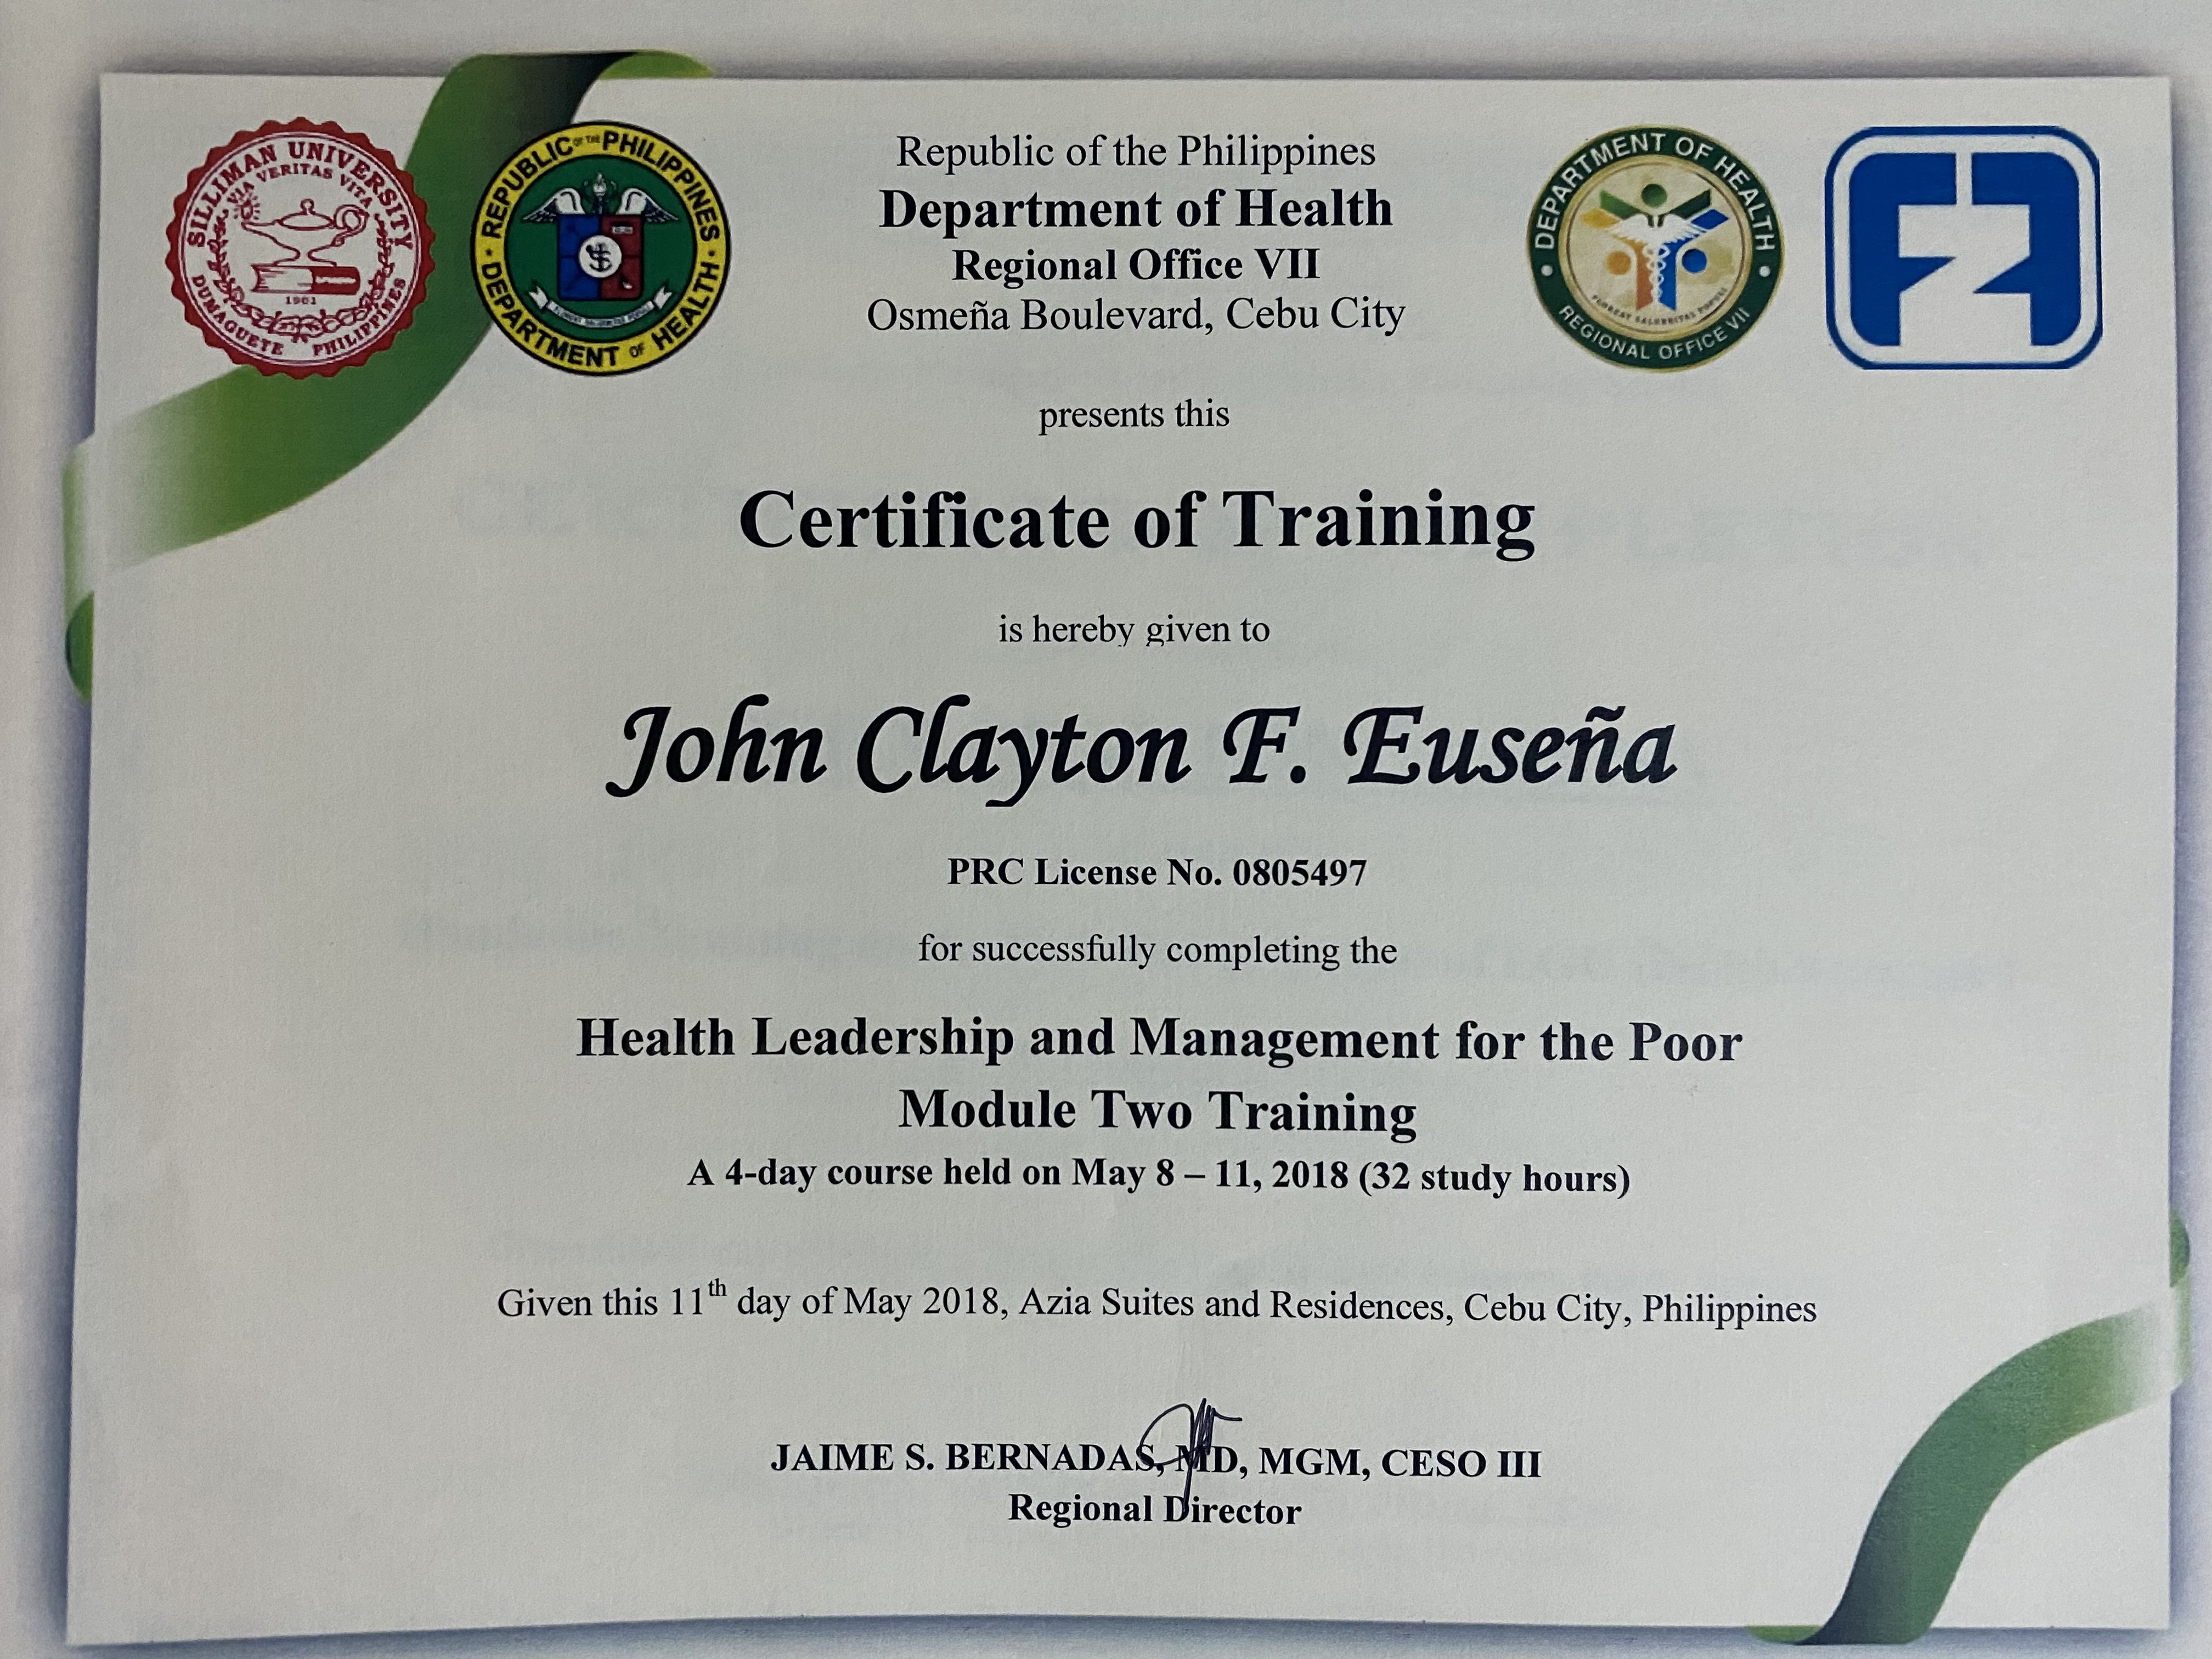 SILLIMAN UNIVERSITY
VIA VERITAS VITA
1901
DUMAGUETE PHILIPPINES
REPUBLIC OF THE PHILIPPINES
DEPARTMENT OF HEALTH
Republic of the Philippines
Department of Health
Regional Office VII
Osmeña Boulevard, Cebu City
DEPARTMENT OF HEALTH
REGIONAL OFFICE VII
presents this
Certificate of Training
is hereby given to
John Clayton F. Euseña
PRC License No. 0805497
for successfully completing the
Health Leadership and Management for the Poor
Module Two Training
A 4-day course held on May 8 – 11, 2018 (32 study hours)
Given this 11th day of May 2018, Azia Suites and Residences, Cebu City, Philippines
JAIME S. BERNADAS, MD, MGM, CESO III
Regional Director